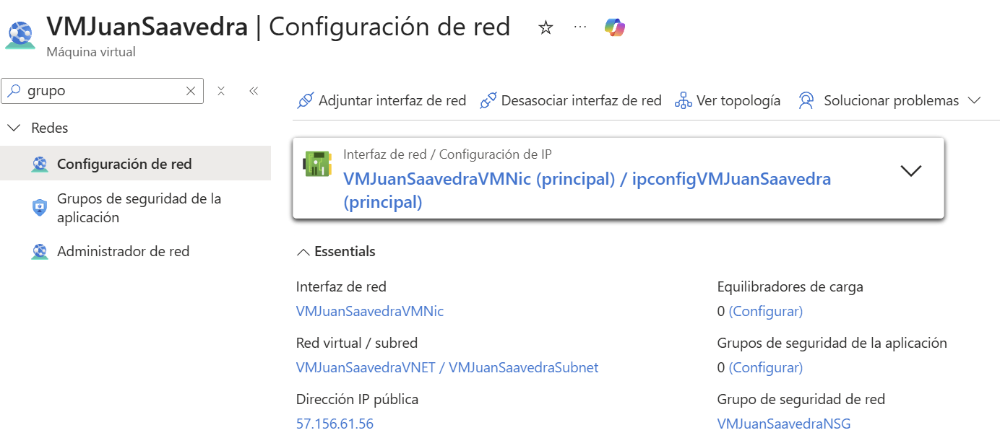 VMJuanSaavedra | Configuración de red
Máquina virtual
grupo
Redes
Configuración de red
Grupos de seguridad de la
aplicación
Administrador de red
Adjuntar interfaz de red
Desasociar interfaz de red
Ver topología
Solucionar problemas
Interfaz de red / Configuración de IP
VMJuanSaavedraVMNic (principal) / ipconfigVMJuanSaavedra
(principal)
Essentials
Interfaz de red
VMJuanSaavedraVMNic
Red virtual / subred
VMJuanSaavedraVNET / VMJuanSaavedraSubnet
Dirección IP pública
57.156.61.56
Equilibradores de carga
0 (Configurar)
Grupos de seguridad de la aplicación
0 (Configurar)
Grupo de seguridad de red
VMJuanSaavedraNSG